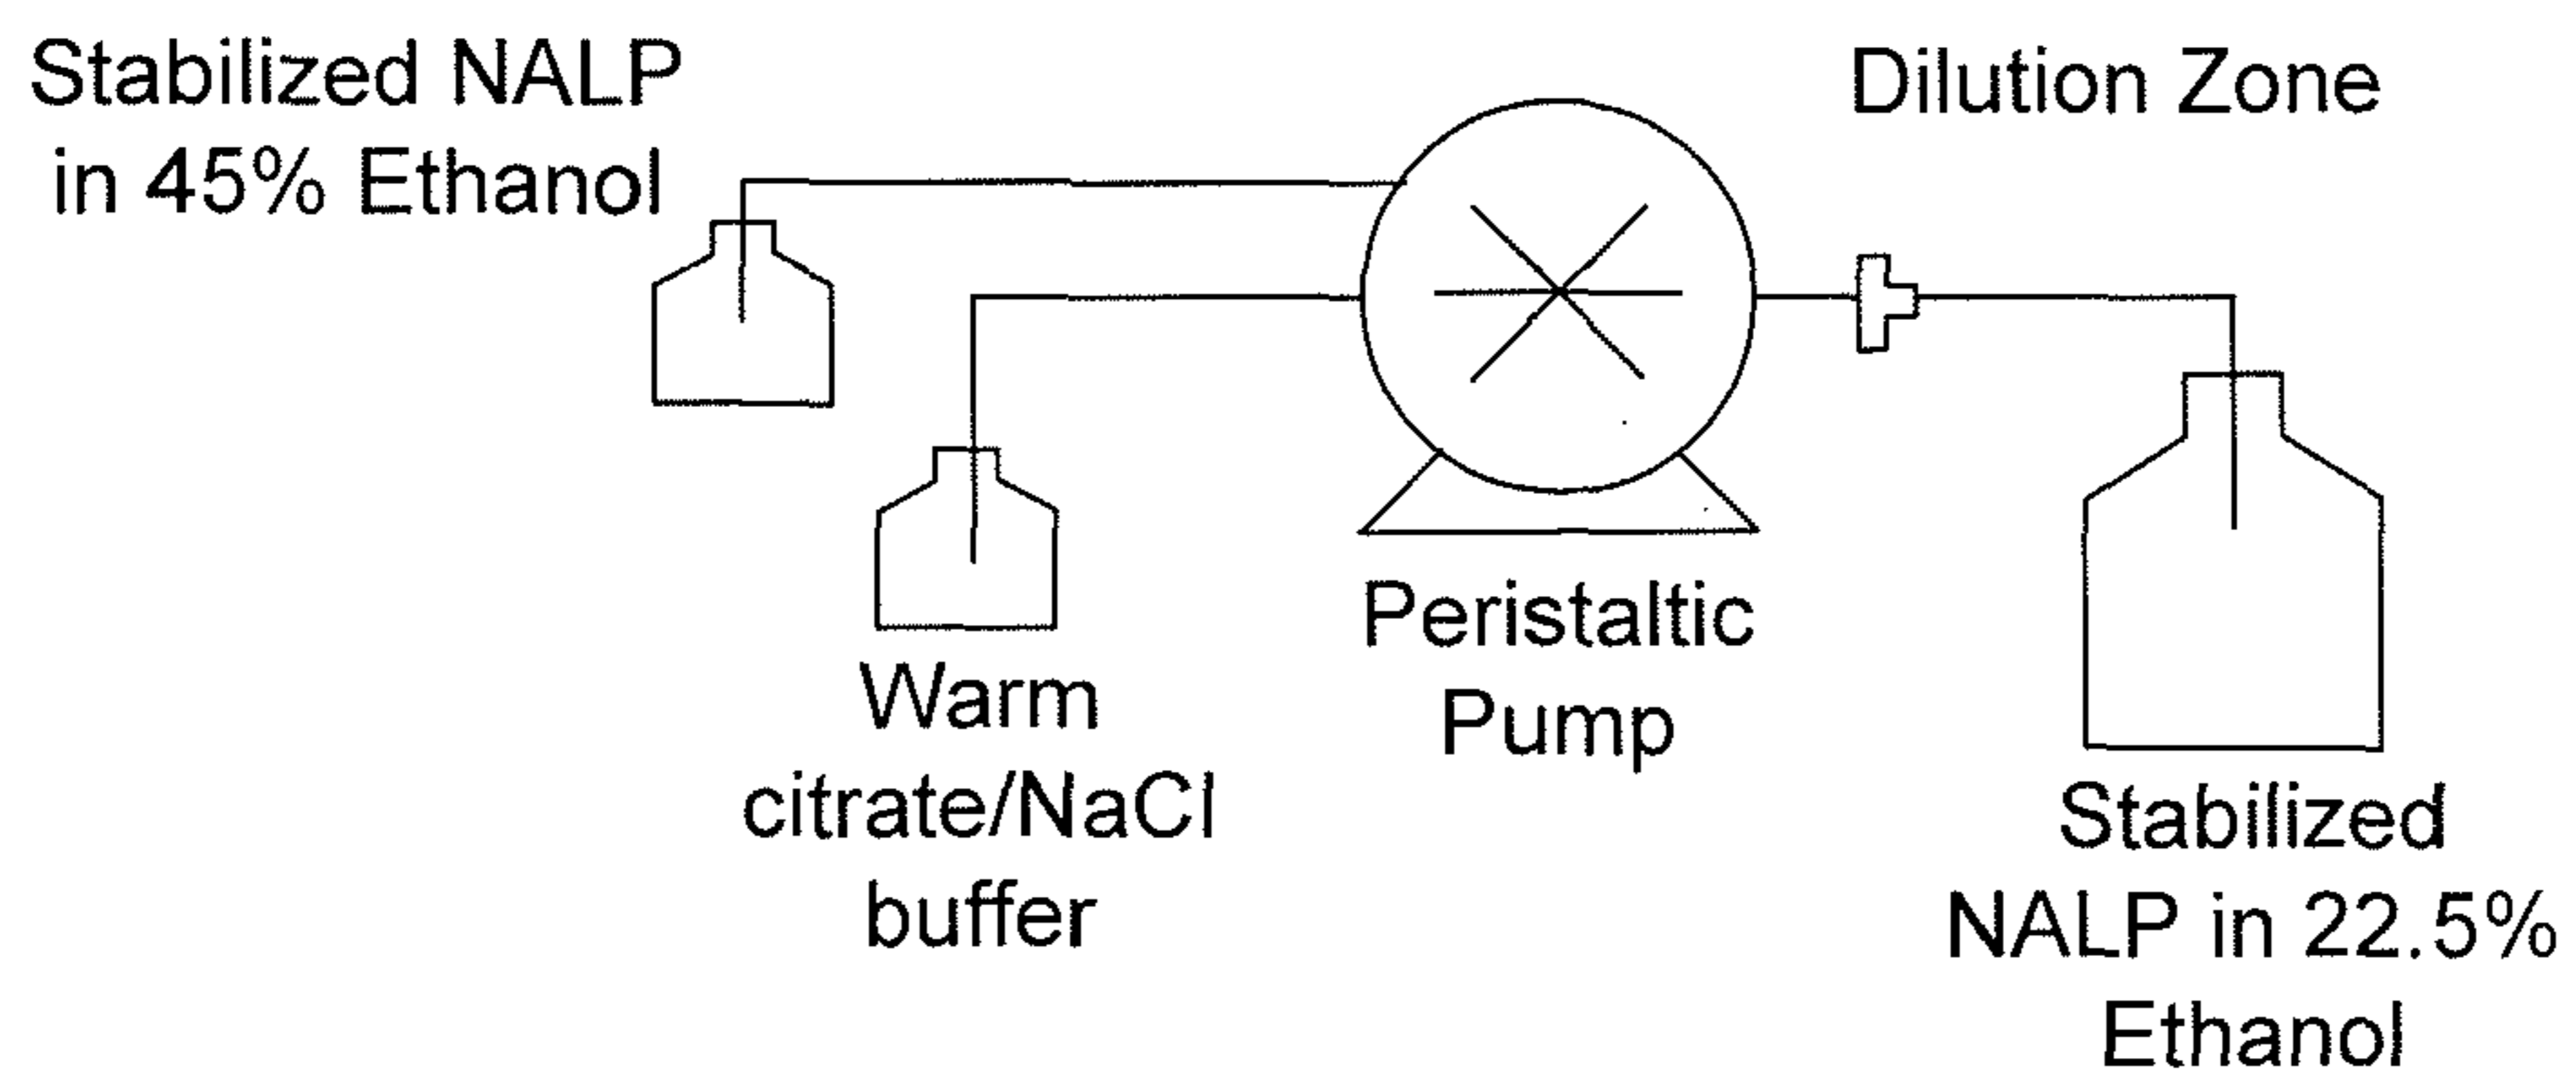 Stabilized NALP
in 45% Ethanol
Dilution Zone
Warm
citrate/NaCl
buffer
Peristaltic
Pump
Stabilized
NALP in 22.5%
Ethanol